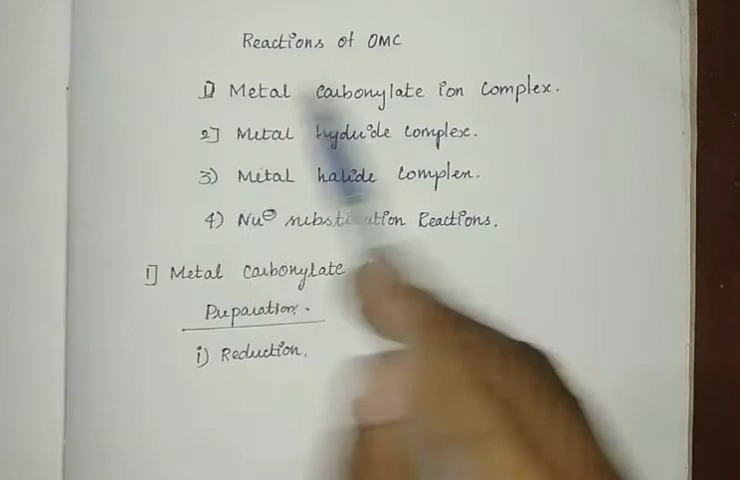 Reactions of OMC
1) Metal carbonylate ion Complex.
2] Metal hydride complex.
3) Metal halide Complex.
4) Nu⊖ substitution Reactions.
1] Metal carbonylate
Preparation.
i) Reduction.